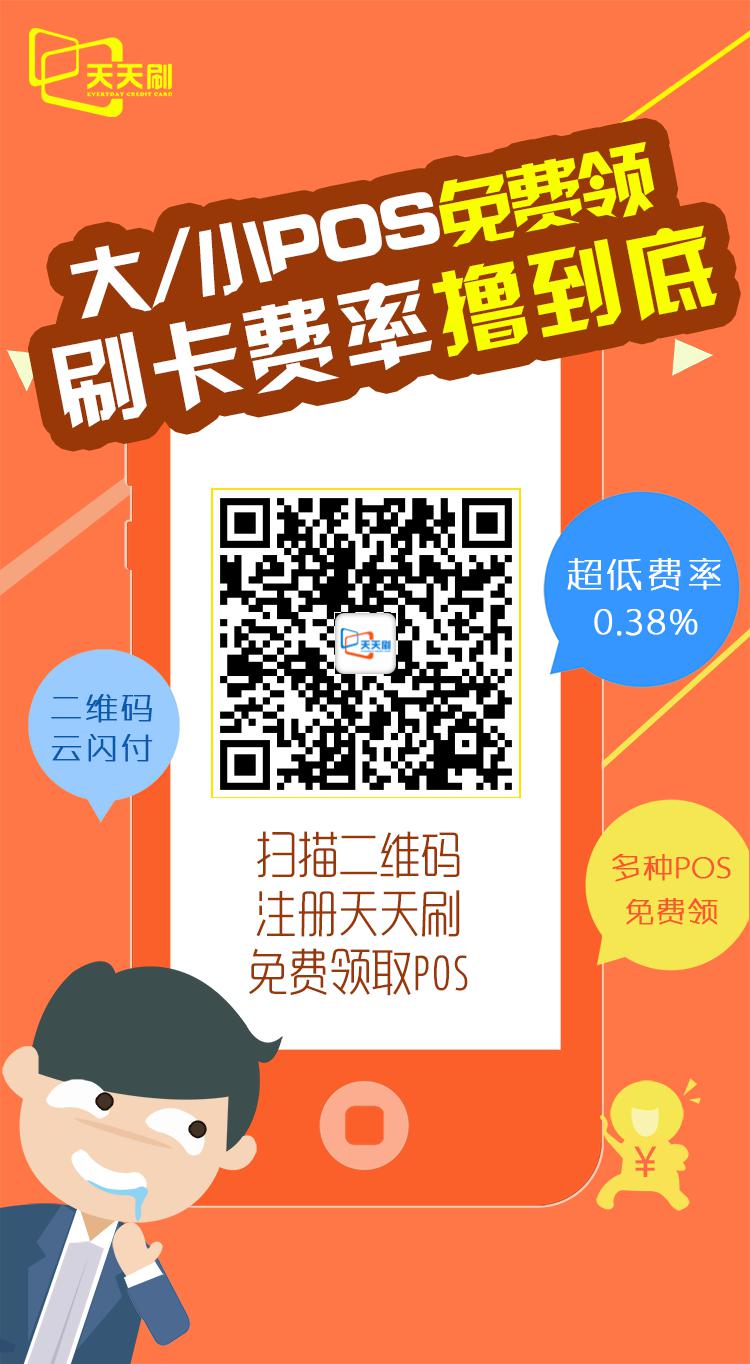 天天刷
EVERYDAY CREDIT CARD
大/小POS免费领
刷卡费率撸到底
超低费率
0.38%
天天刷
二维码
云闪付
扫描二维码
注册天天刷
免费领取POS
多种POS
免费领
¥